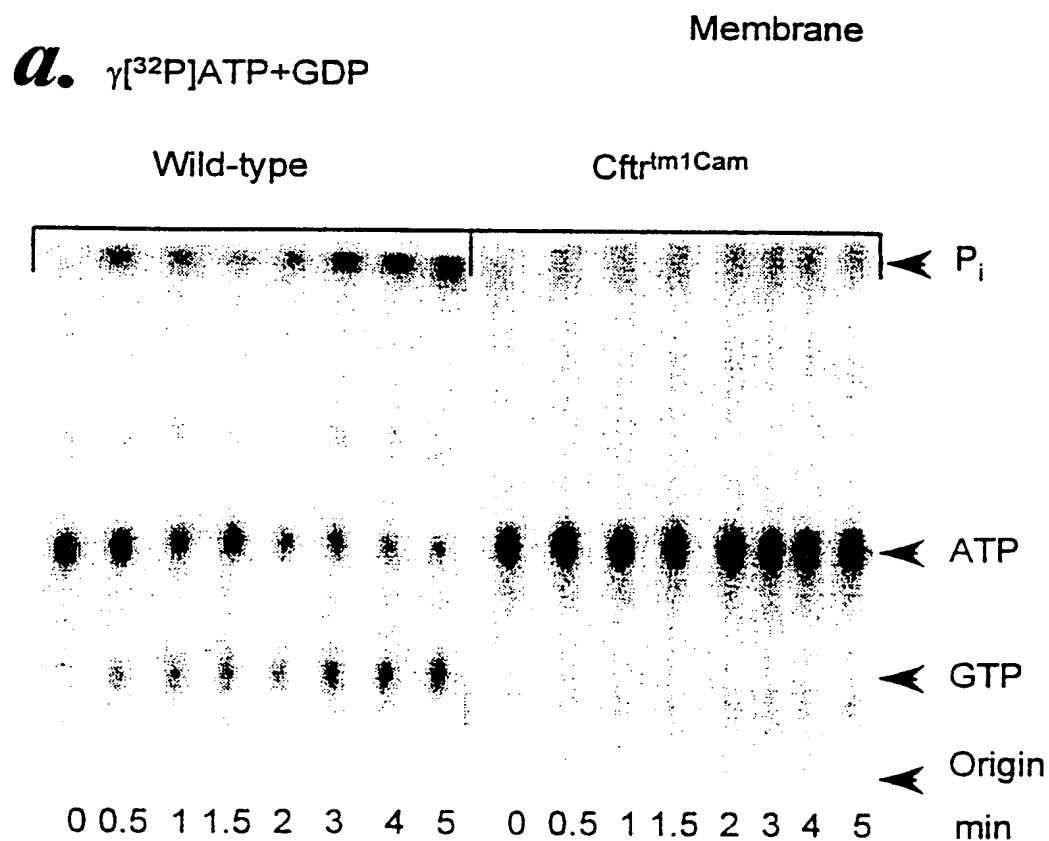 Membrane
a. γ[³²P]ATP+GDP
Wild-type
Cftrᵗᵐ¹ᶜᵃᵐ
Pᵢ
ATP
GTP
Origin
0 0.5 1 1.5 2 3 4 5 0 0.5 1 1.5 2 3 4 5 min